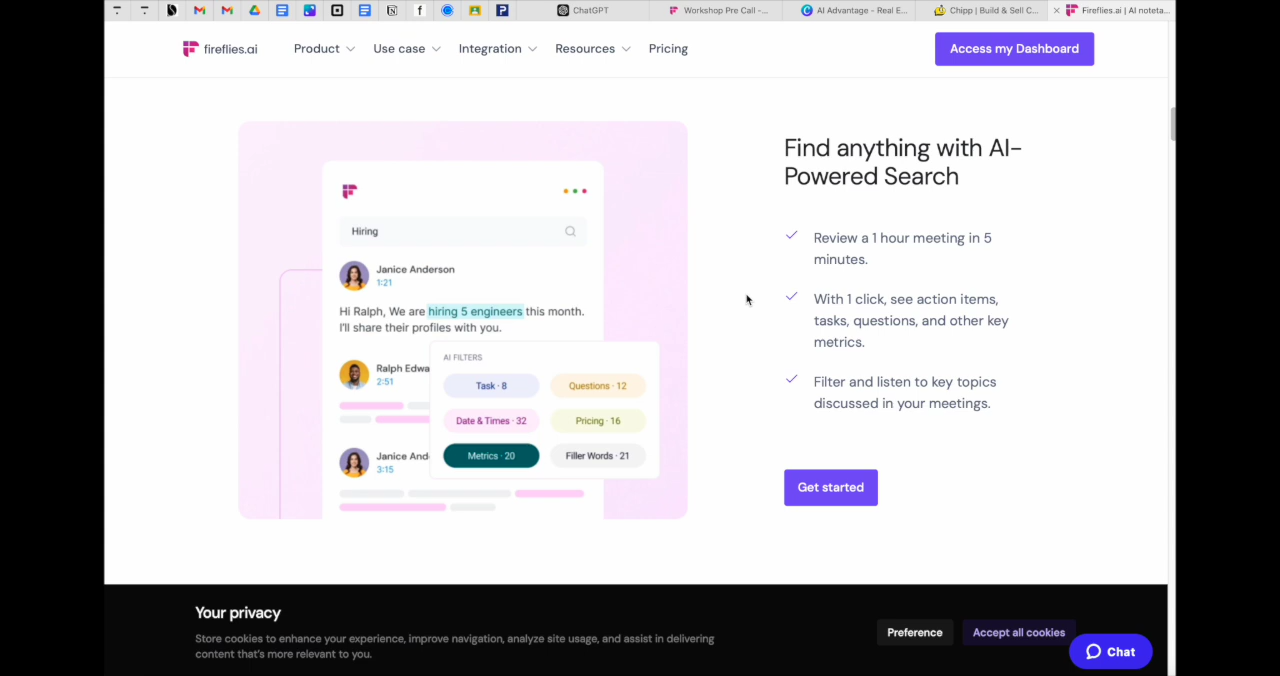 ChatGPT
Workshop Pre Call -...
AI Advantage - Real E...
Chipp | Build & Sell C...
Fireflies.ai | AI noteta...
fireflies.ai
Product
Use case
Integration
Resources
Pricing
Access my Dashboard
Hiring
Janice Anderson
1:21
Hi Ralph, We are hiring 5 engineers this month.
I'll share their profiles with you.
Ralph Edwa
2:51
Janice And
3:15
AI FILTERS
Task · 8
Questions · 12
Date & Times · 32
Pricing · 16
Metrics · 20
Filler Words · 21
Find anything with AI-
Powered Search
Review a 1 hour meeting in 5
minutes.
With 1 click, see action items,
tasks, questions, and other key
metrics.
Filter and listen to key topics
discussed in your meetings.
Get started
Your privacy
Store cookies to enhance your experience, improve navigation, analyze site usage, and assist in delivering
content that's more relevant to you.
Preference
Accept all cookies
Chat